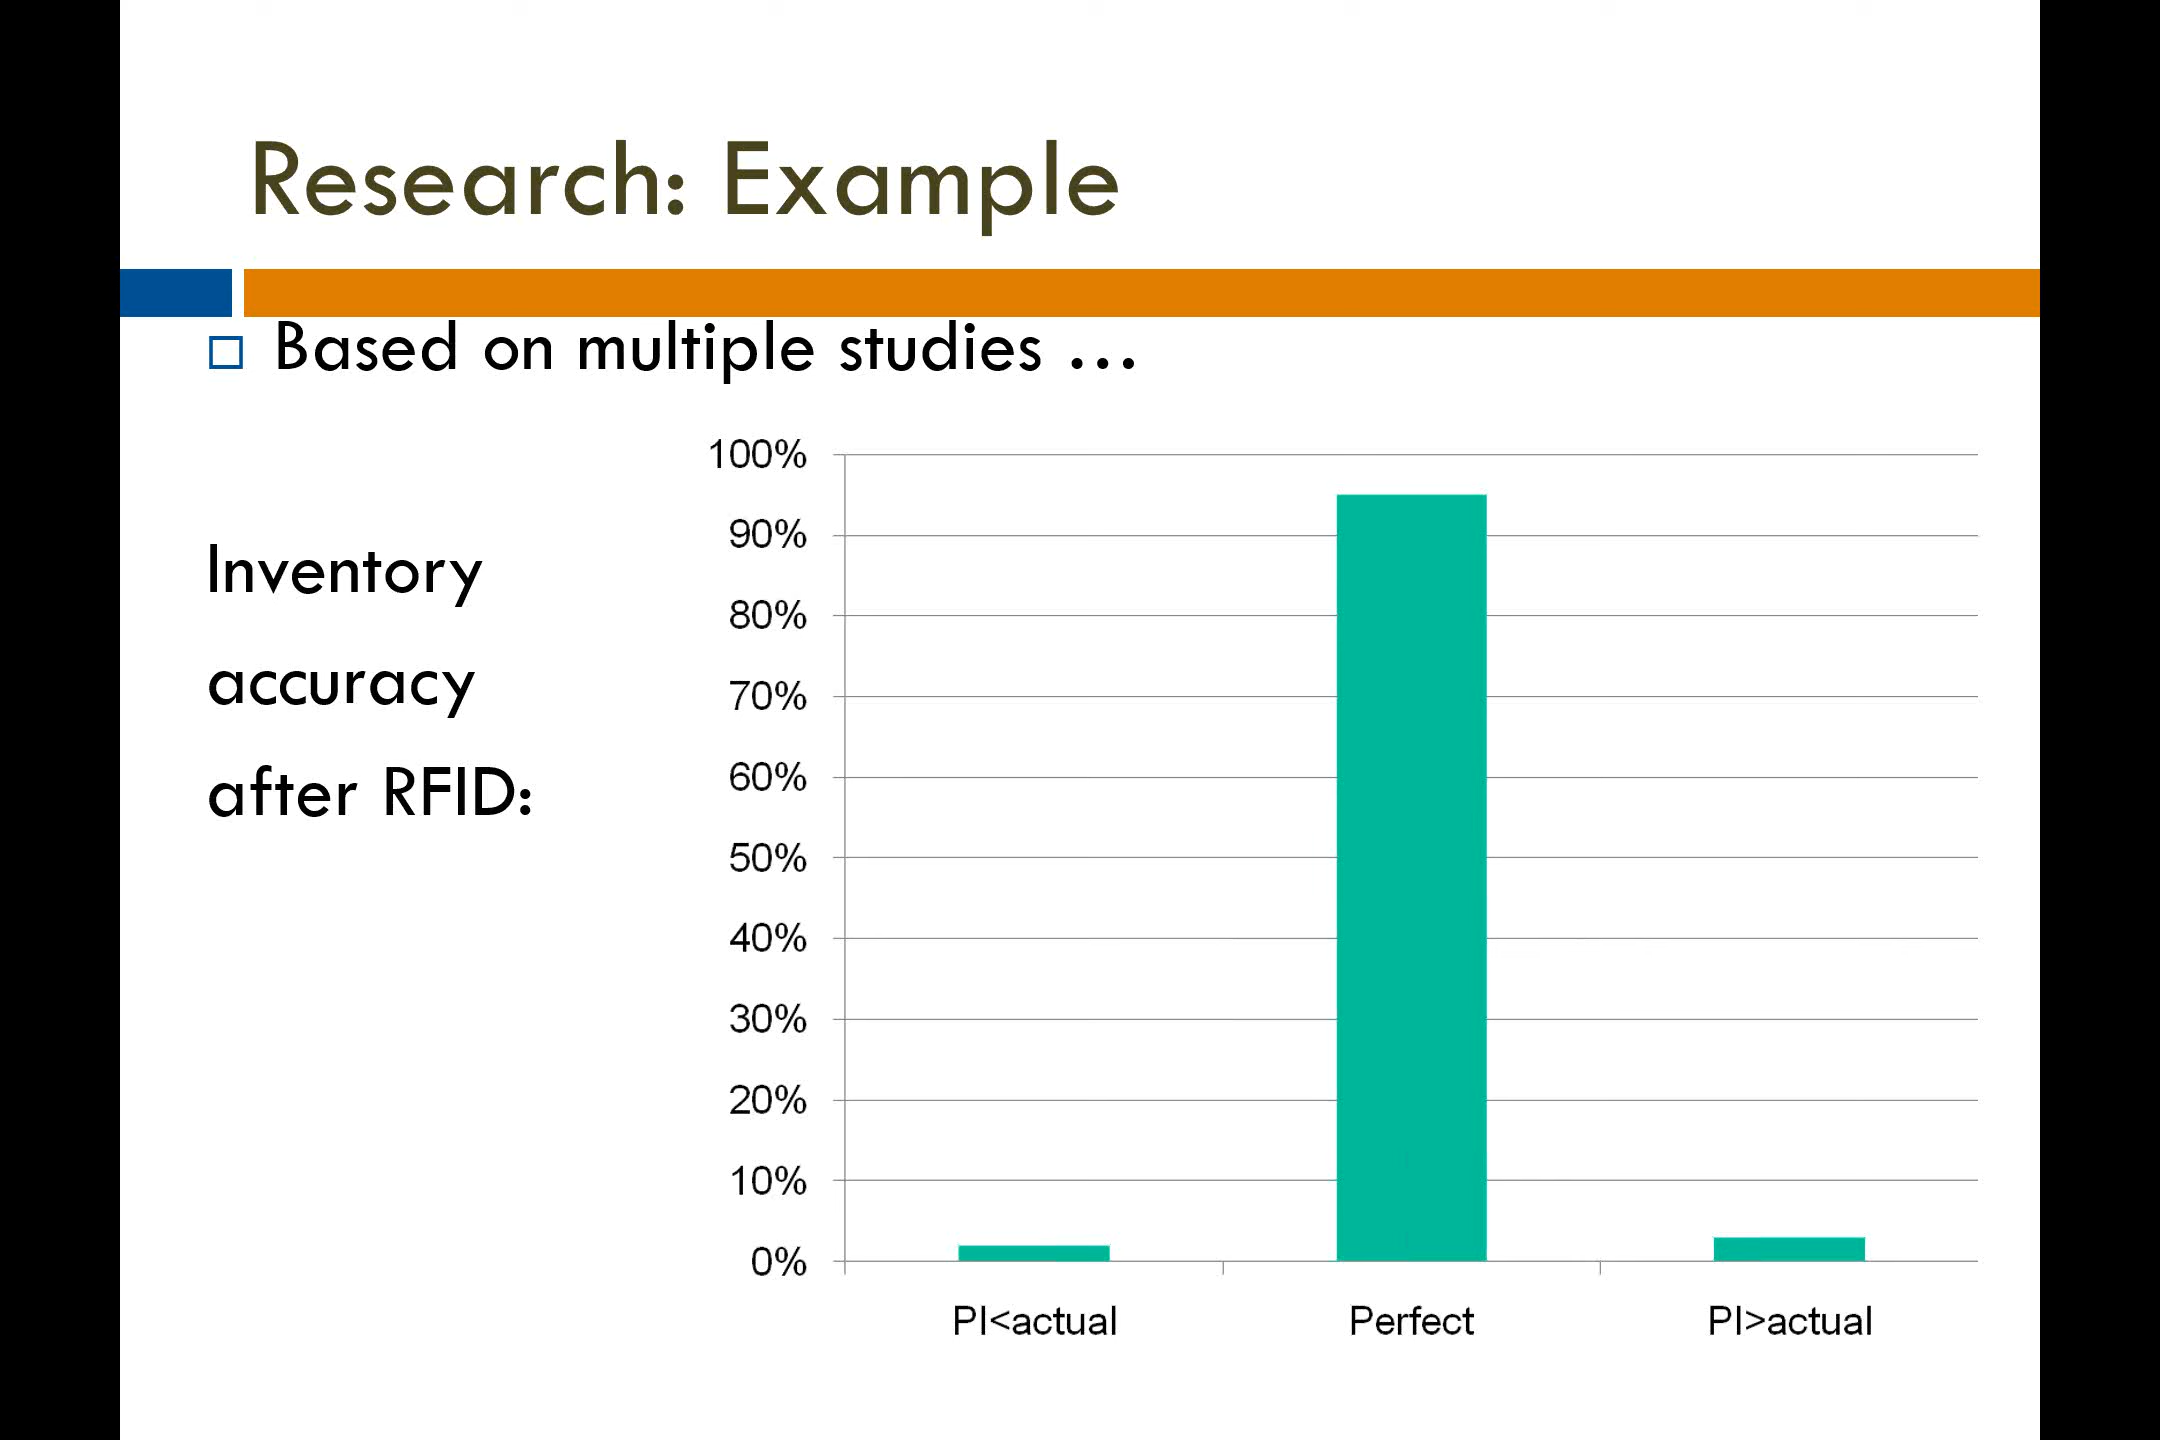 Research: Example
Based on multiple studies …
Inventory
accuracy
after RFID:
100%
90%
80%
70%
60%
50%
40%
30%
20%
10%
0%
PI<actual
Perfect
PI>actual